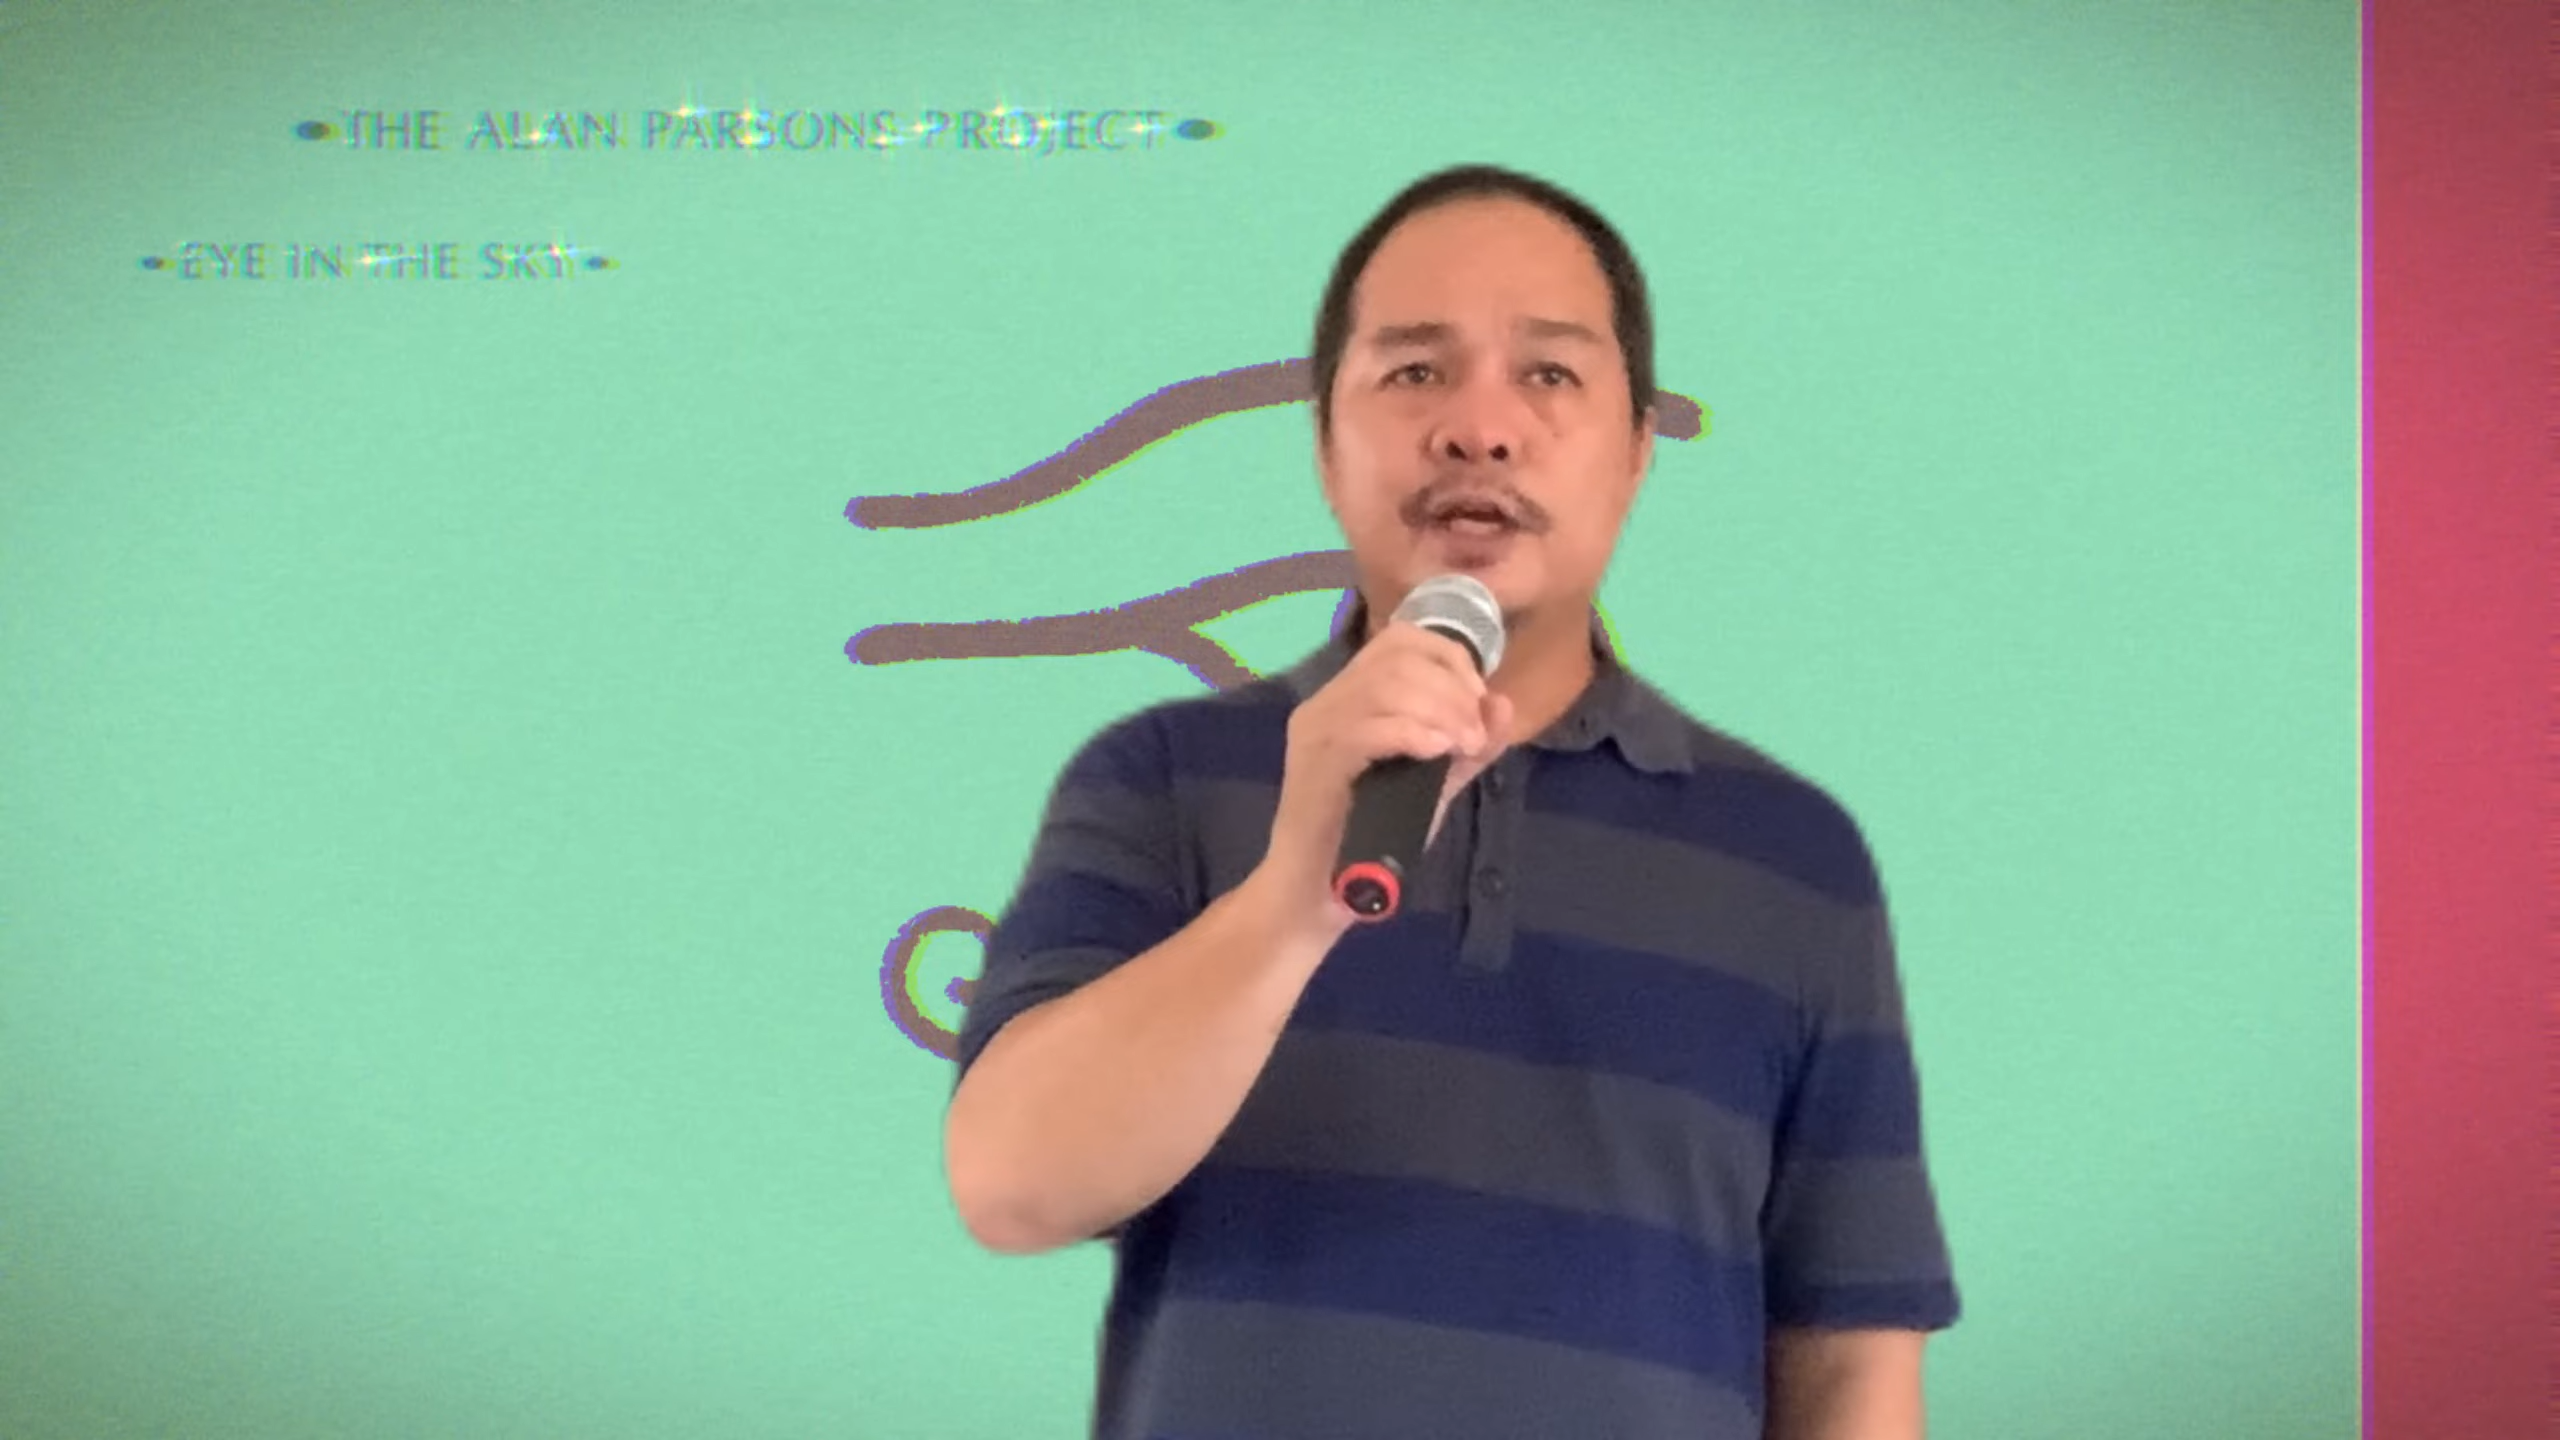 •THE ALAN PARSONS PROJECT•
•EYE IN THE SKY•